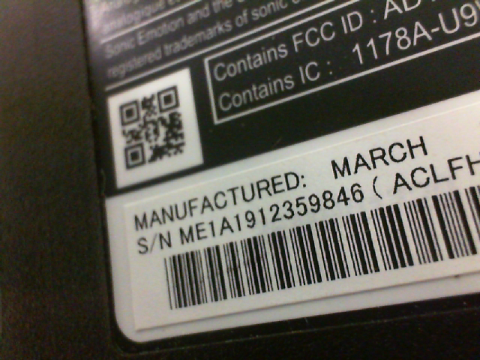 analogique
Sonic Emotion and the
registered trademarks of sonic
Contains FCC ID : AD
Contains IC : 1178A-U9
MANUFACTURED: MARCH
S/N ME1A1912359846 ( ACLFH